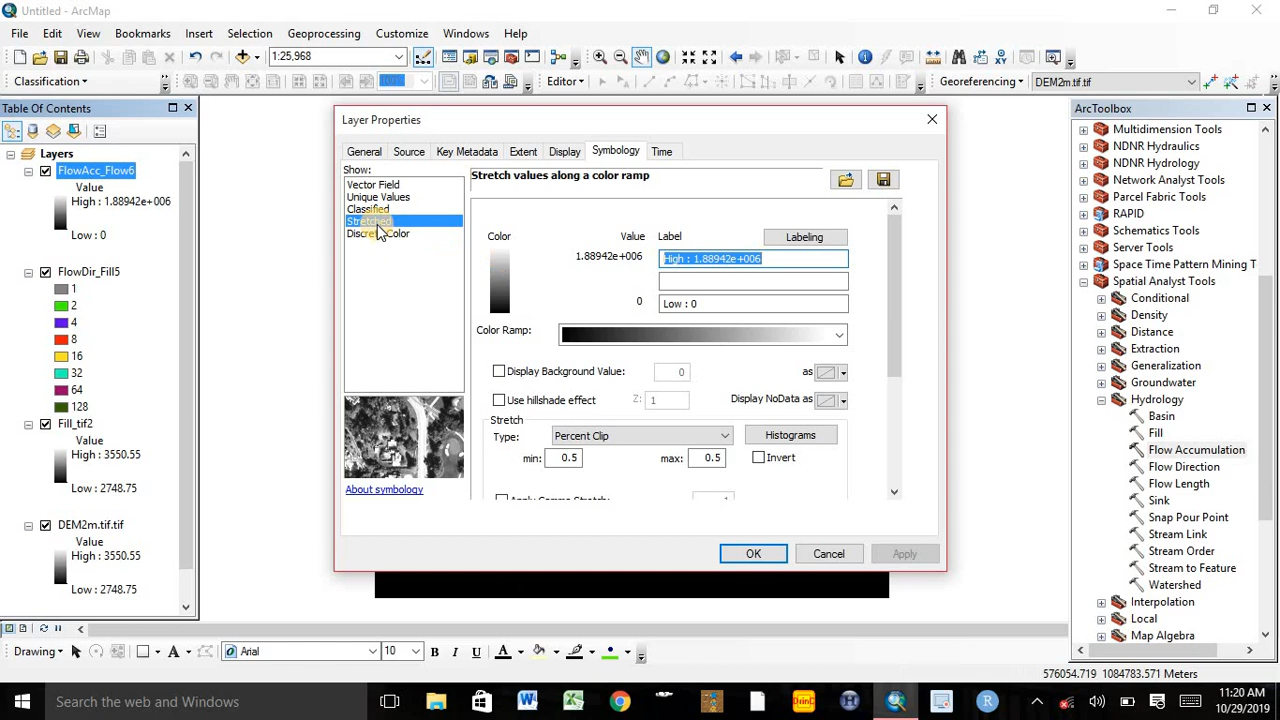 Untitled - ArcMap
File Edit View Bookmarks Insert Selection Geoprocessing Customize Windows Help
1:25,968
Classification 100% Editor Georeferencing DEM2m.tif.tif
Table Of Contents
Layers
FlowAcc_Flow6
Value
High : 1.88942e+006
Low : 0
FlowDir_Fill5
1
2
4
8
16
32
64
128
Fill_tif2
Value
High : 3550.55
Low : 2748.75
DEM2m.tif.tif
Value
High : 3550.55
Low : 2748.75
Layer Properties
General Source Key Metadata Extent Display Symbology Time
Show:
Vector Field
Unique Values
Classified
Stretched
Discrete Color
About symbology
Stretch values along a color ramp
Color Value Label Labeling
1.88942e+006 High : 1.88942e+006
0 Low : 0
Color Ramp:
Display Background Value: 0 as
Use hillshade effect Z: 1 Display NoData as
Stretch
Type: Percent Clip Histograms
min: 0.5 max: 0.5 Invert
Apply Gamma Stretch: 1
OK Cancel Apply
ArcToolbox
Multidimension Tools
NDNR Hydraulics
NDNR Hydrology
Network Analyst Tools
Parcel Fabric Tools
RAPID
Schematics Tools
Server Tools
Space Time Pattern Mining T
Spatial Analyst Tools
Conditional
Density
Distance
Extraction
Generalization
Groundwater
Hydrology
Basin
Fill
Flow Accumulation
Flow Direction
Flow Length
Sink
Snap Pour Point
Stream Link
Stream Order
Stream to Feature
Watershed
Interpolation
Local
Map Algebra
Drawing A Arial 10 B I U A
576054.719 1084783.571 Meters
Search the web and Windows
11:20 AM
10/29/2019